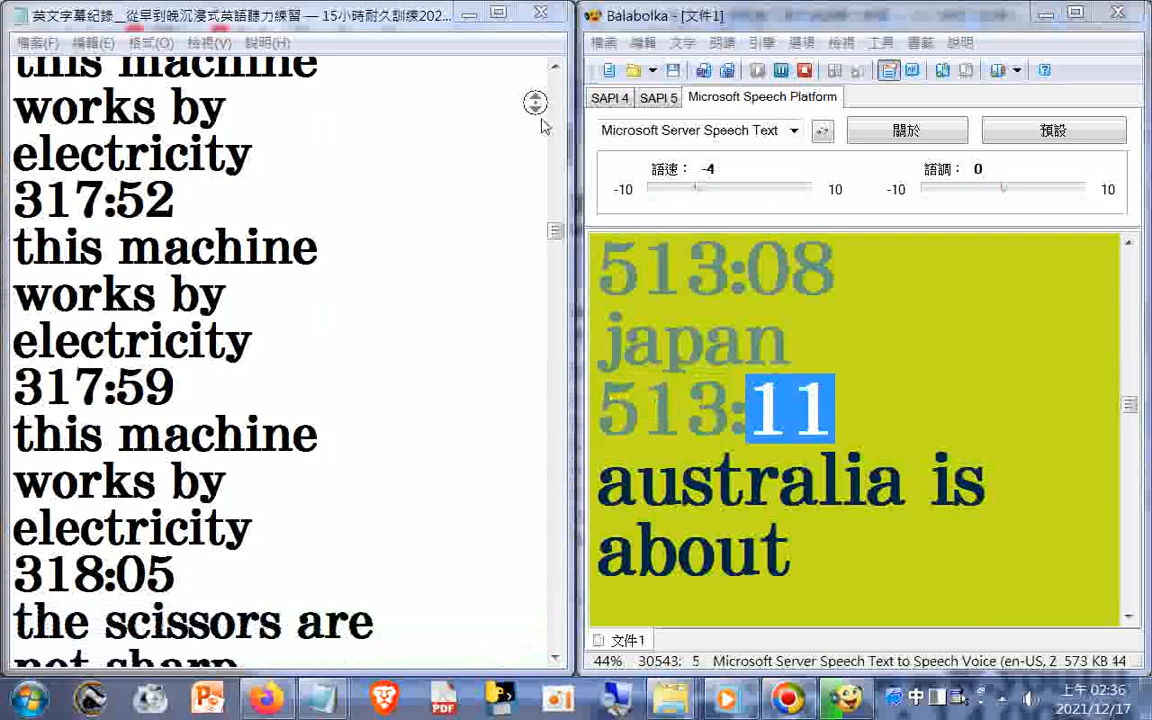 英文字幕紀錄__從早到晚沉浸式英語聽力練習 — 15小時耐久訓練202...
檔案(F) 編輯(E) 格式(O) 檢視(V) 說明(H)
this machine
works by
electricity
317:52
this machine
works by
electricity
317:59
this machine
works by
electricity
318:05
the scissors are
not sharp
Balabolka - [文件1]
檔案 編輯 文字 朗讀 引擎 選項 檢視 工具 書籤 說明
SAPI 4 SAPI 5 Microsoft Speech Platform
Microsoft Server Speech Text 關於 預設
語速： -4 語調： 0
-10 10 -10 10
513:08
japan
513:11
australia is
about
文件1
44% 30543: 5 Microsoft Server Speech Text to Speech Voice (en-US, 2 573 KB 44
PDF 中 上午 02:36
2021/12/17